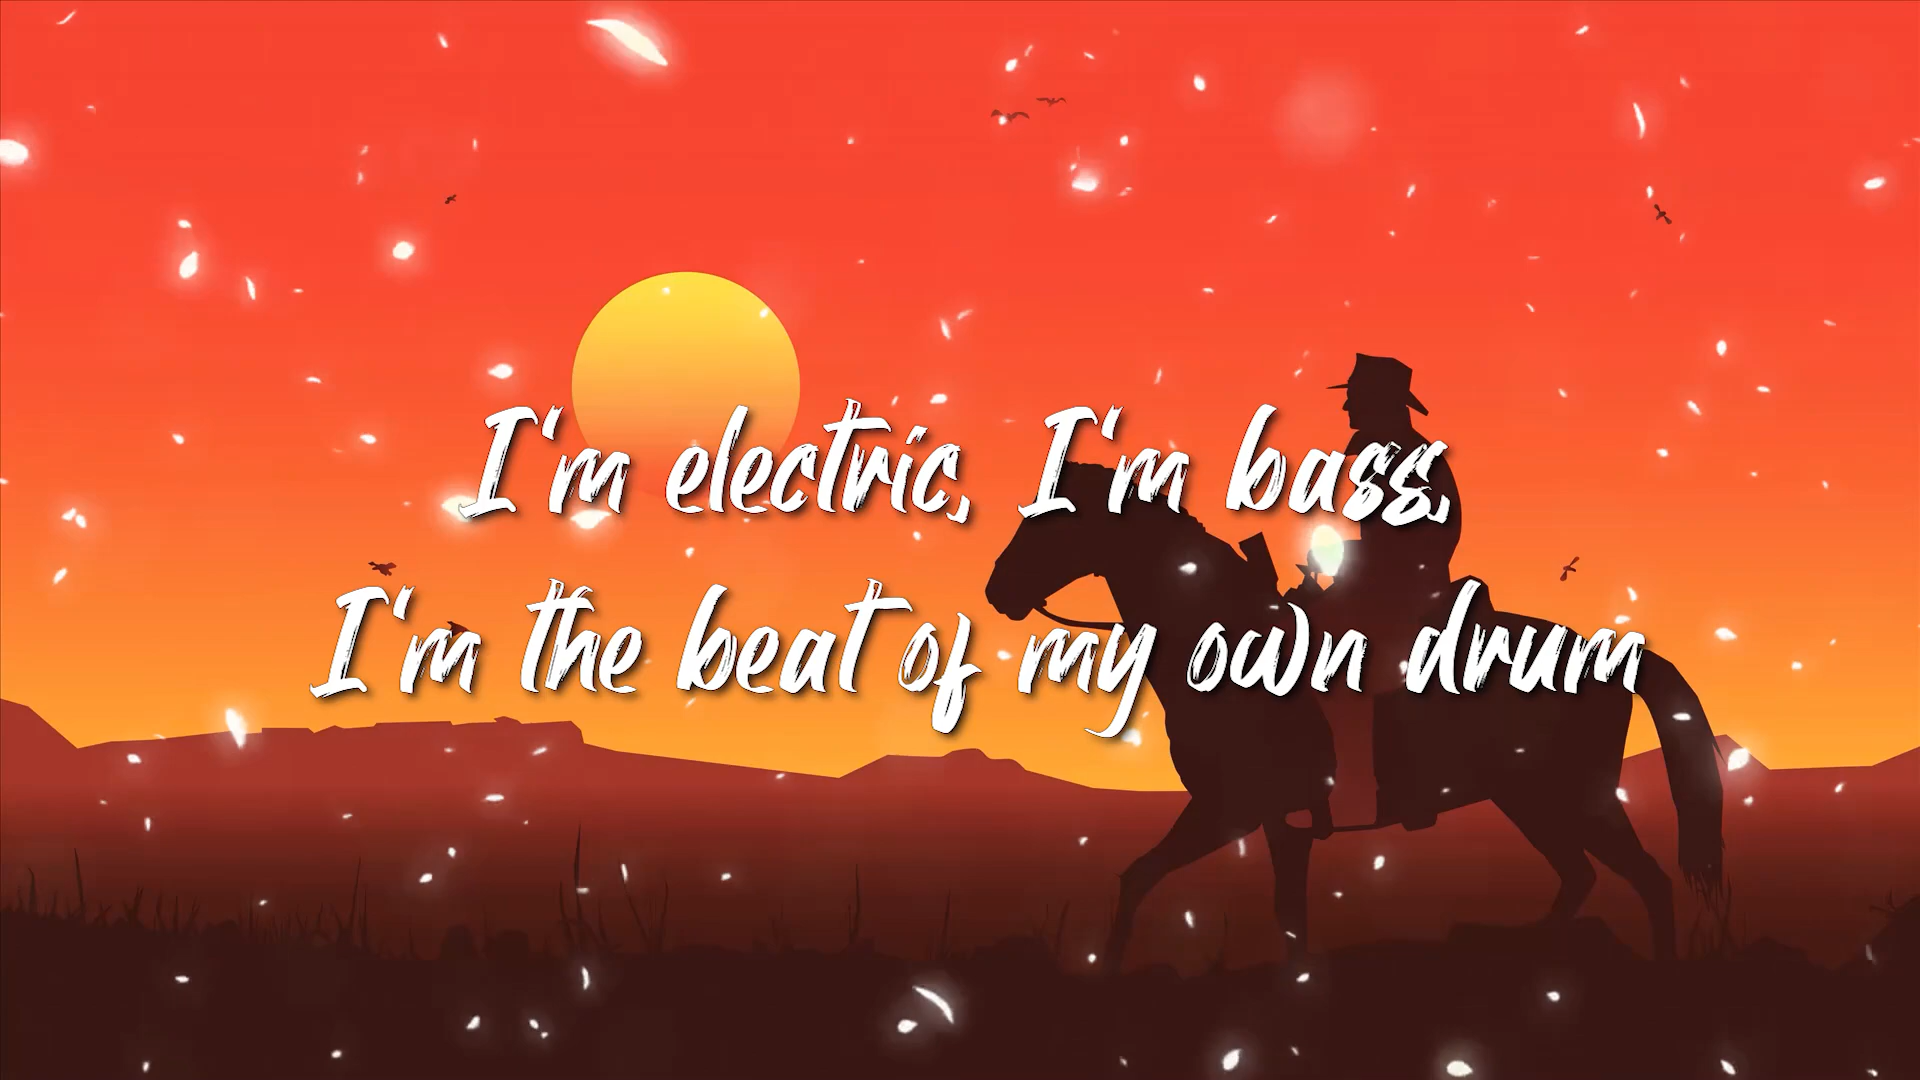 I'm electric, I'm bass,
I'm the beat of my own drum